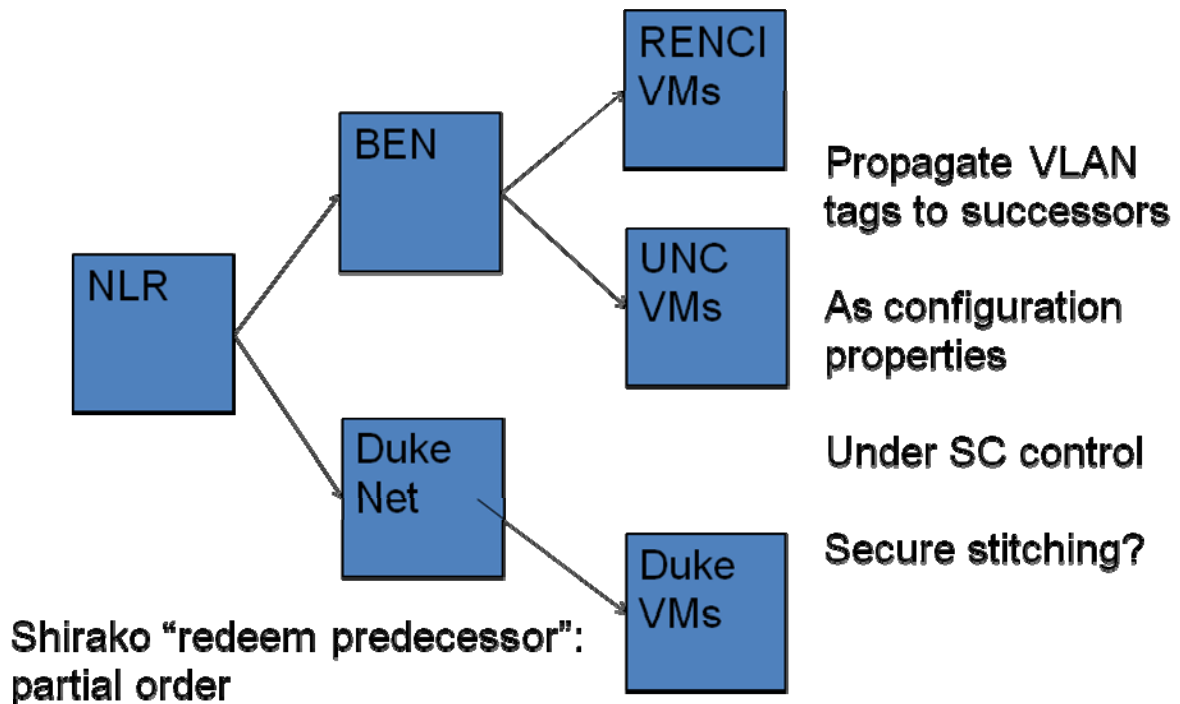 RENCI
VMs
BEN
Propagate VLAN
tags to successors
UNC
VMs
NLR
As configuration
properties
Duke
Net
Under SC control
Secure stitching?
Duke
VMs
Shirako “redeem predecessor”:
partial order